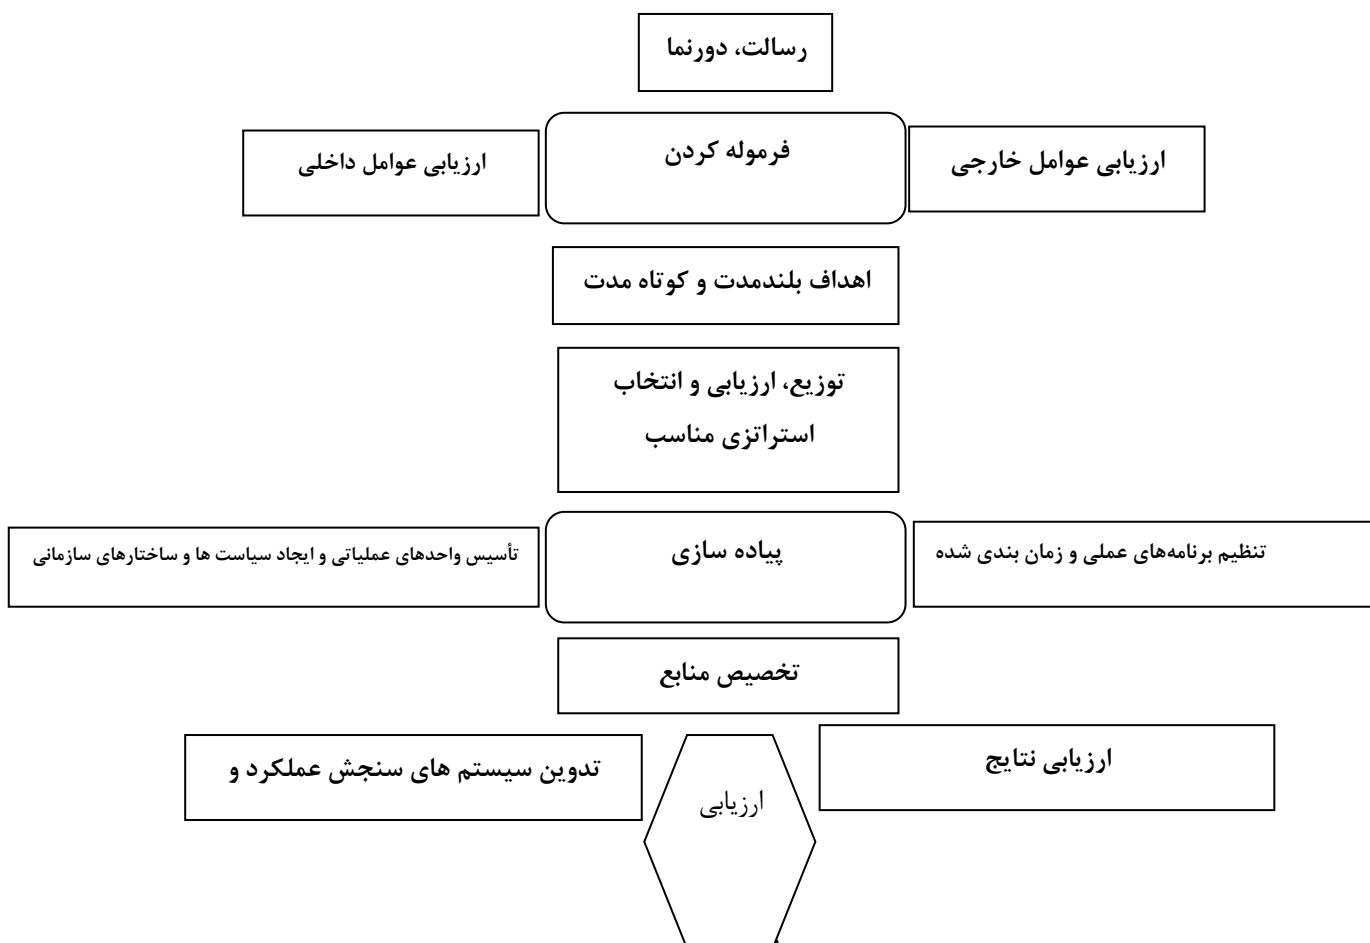 رسالت، دورنما
ارزیابی عوامل خارجی
فرموله کردن
ارزیابی عوامل داخلی
اهداف بلندمدت و کوتاه مدت
توزیع، ارزیابی و انتخاب
استراتزی مناسب
تنظیم برنامه‌های عملی و زمان بندی شده
پیاده سازی
تأسیس واحدهای عملیاتی و ایجاد سیاست ها و ساختارهای سازمانی
تخصیص منابع
ارزیابی نتایج
ارزیابی
تدوین سیستم های سنجش عملکرد و